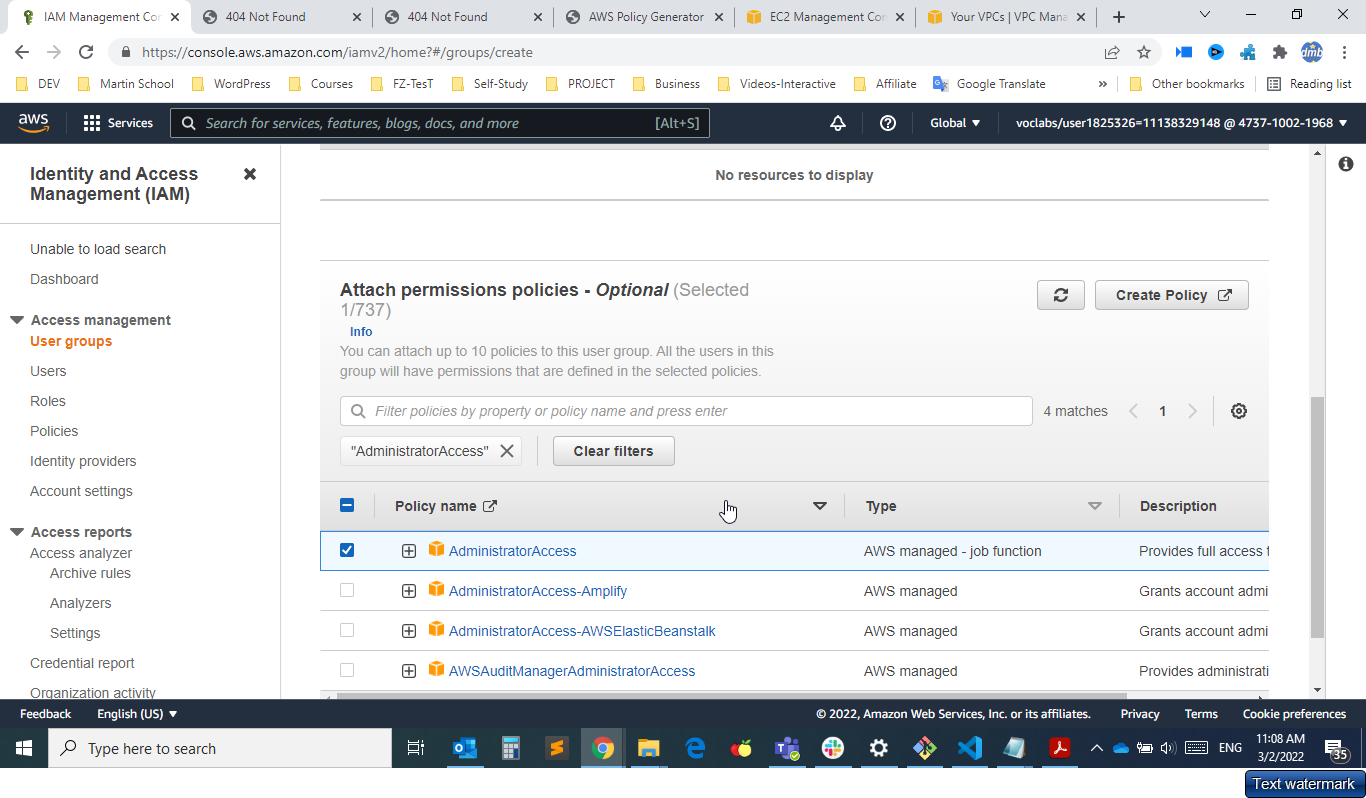 IAM Management Con
404 Not Found
404 Not Found
AWS Policy Generator
EC2 Management Con
Your VPCs | VPC Mana
https://console.aws.amazon.com/iamv2/home?#/groups/create
dmb
DEV
Martin School
WordPress
Courses
FZ-TesT
Self-Study
PROJECT
Business
Videos-Interactive
Affiliate
Google Translate
Other bookmarks
Reading list
aws
Services
Search for services, features, blogs, docs, and more
[Alt+S]
Global
voclabs/user1825326=11138329148 @ 4737-1002-1968
Identity and Access
Management (IAM)
Unable to load search
Dashboard
Access management
User groups
Users
Roles
Policies
Identity providers
Account settings
Access reports
Access analyzer
Archive rules
Analyzers
Settings
Credential report
Organization activity
No resources to display
Attach permissions policies - Optional (Selected
1/737)
Info
Create Policy
You can attach up to 10 policies to this user group. All the users in this
group will have permissions that are defined in the selected policies.
Filter policies by property or policy name and press enter
4 matches
1
"AdministratorAccess"
Clear filters
Policy name
Type
Description
AdministratorAccess
AWS managed - job function
Provides full access t
AdministratorAccess-Amplify
AWS managed
Grants account admi
AdministratorAccess-AWSElasticBeanstalk
AWS managed
Grants account admi
AWSAuditManagerAdministratorAccess
AWS managed
Provides administrati
Feedback
English (US)
© 2022, Amazon Web Services, Inc. or its affiliates.
Privacy
Terms
Cookie preferences
Type here to search
ENG
11:08 AM
3/2/2022
35
Text watermark